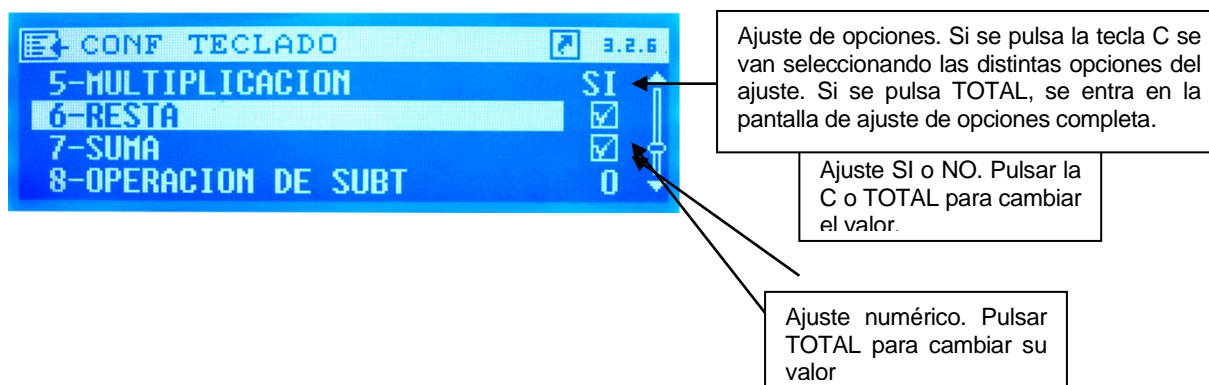 CONF TECLADO 3.2.6.
5-MULTIPLICACION SI
6-RESTA
7-SUMA
8-OPERACION DE SUBT 0
Ajuste de opciones. Si se pulsa la tecla C se
van seleccionando las distintas opciones del
ajuste. Si se pulsa TOTAL, se entra en la
pantalla de ajuste de opciones completa.
Ajuste SI o NO. Pulsar la
C o TOTAL para cambiar
el valor.
Ajuste numérico. Pulsar
TOTAL para cambiar su
valor